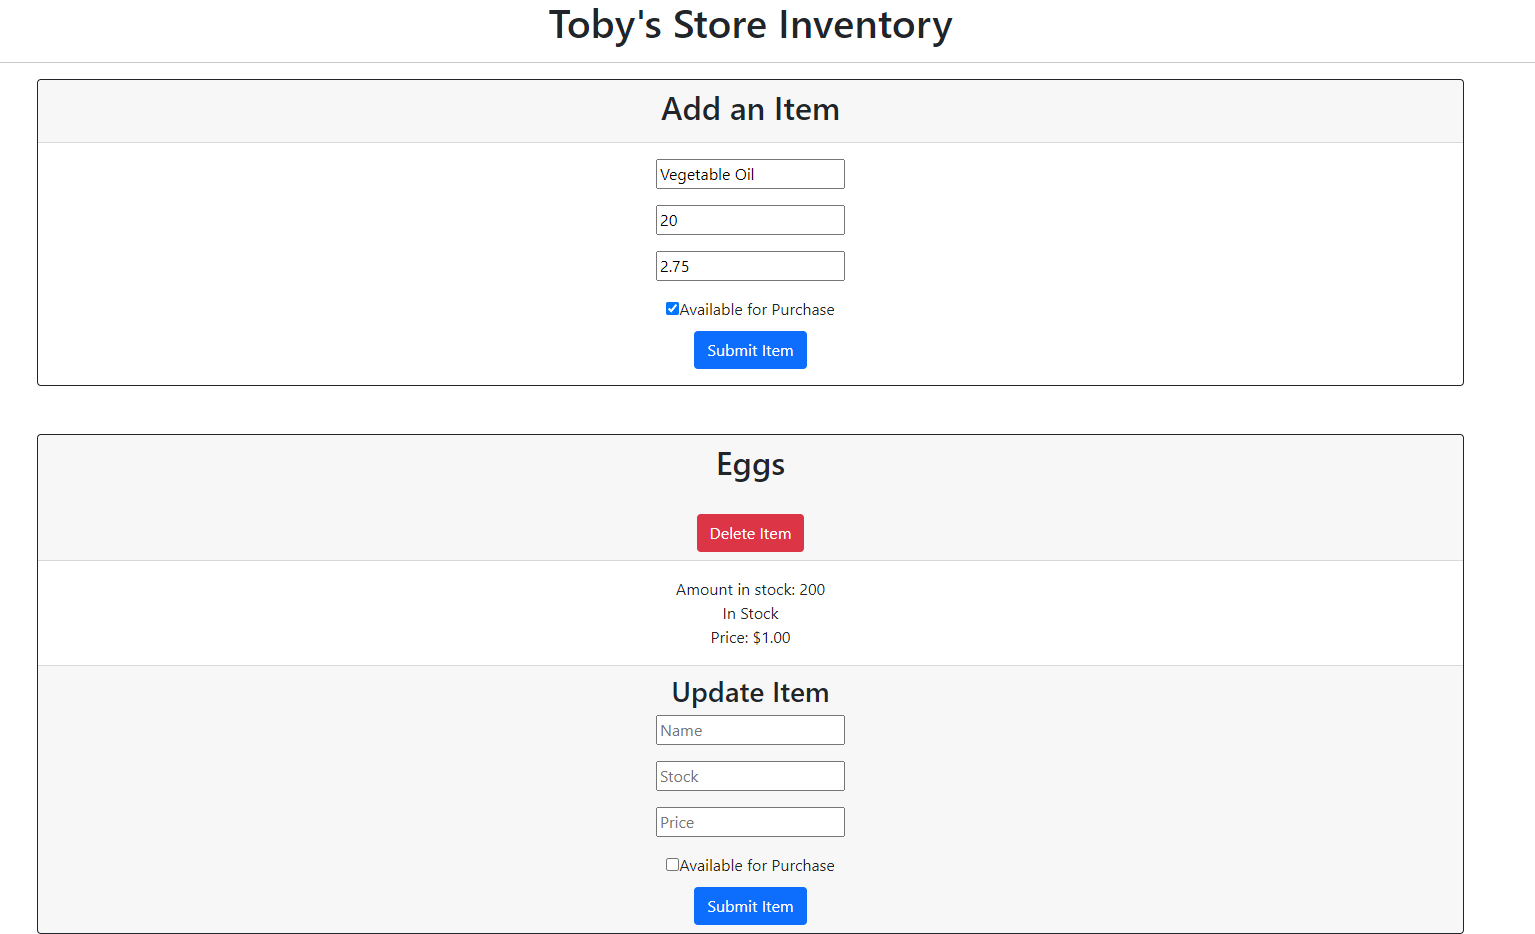 Toby's Store Inventory
Add an Item
Vegetable Oil
20
2.75
Available for Purchase
Submit Item
Eggs
Delete Item
Amount in stock: 200
In Stock
Price: $1.00
Update Item
Name
Stock
Price
Available for Purchase
Submit Item